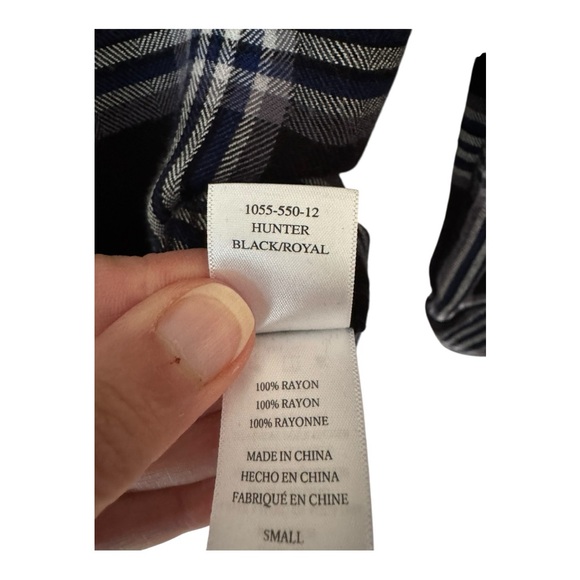 1055-550-12
HUNTER
BLACK/ROYAL
100% RAYON
100% RAYON
100% RAYONNE
MADE IN CHINA
HECHO EN CHINA
FABRIQUÉ EN CHINE
SMALL